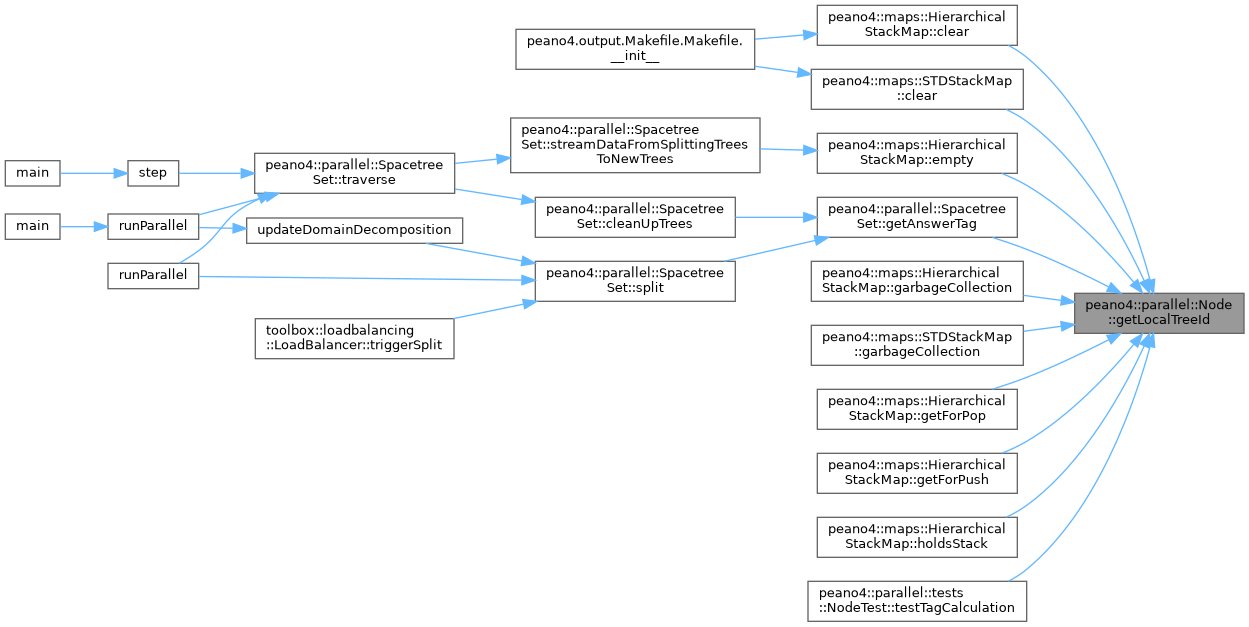 peano4::maps::Hierarchical
StackMap::clear
peano4.output.Makefile.Makefile.
__init__
peano4::maps::STDStackMap
::clear
peano4::parallel::Spacetree
Set::streamDataFromSplittingTrees
ToNewTrees
peano4::maps::Hierarchical
StackMap::empty
main
step
peano4::parallel::Spacetree
Set::traverse
peano4::parallel::Spacetree
Set::cleanUpTrees
peano4::parallel::Spacetree
Set::getAnswerTag
main
runParallel
updateDomainDecomposition
runParallel
peano4::parallel::Spacetree
Set::split
peano4::maps::Hierarchical
StackMap::garbageCollection
peano4::parallel::Node
::getLocalTreeId
toolbox::loadbalancing
::LoadBalancer::triggerSplit
peano4::maps::STDStackMap
::garbageCollection
peano4::maps::Hierarchical
StackMap::getForPop
peano4::maps::Hierarchical
StackMap::getForPush
peano4::maps::Hierarchical
StackMap::holdsStack
peano4::parallel::tests
::NodeTest::testTagCalculation